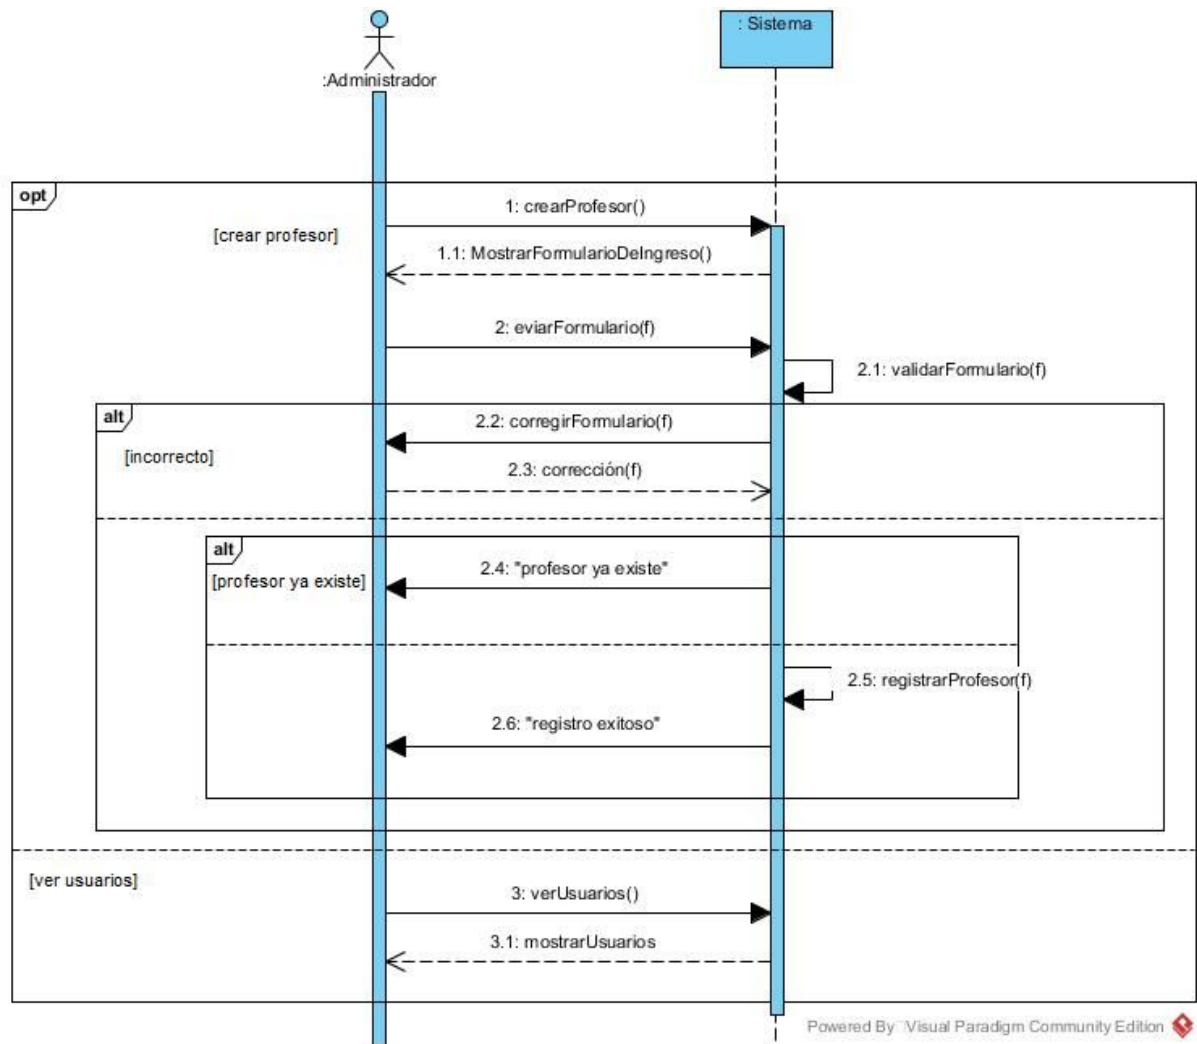 : Sistema
:Administrador
opt
1: crearProfesor()
[crear profesor]
1.1: MostrarFormularioDeIngreso()
2: eviarFormulario(f)
2.1: validarFormulario(f)
alt
2.2: corregirFormulario(f)
[incorrecto]
2.3: corrección(f)
alt
2.4: "profesor ya existe"
[profesor ya existe]
2.5: registrarProfesor(f)
2.6: "registro exitoso"
[ver usuarios]
3: verUsuarios()
3.1: mostrarUsuarios
Powered By Visual Paradigm Community Edition